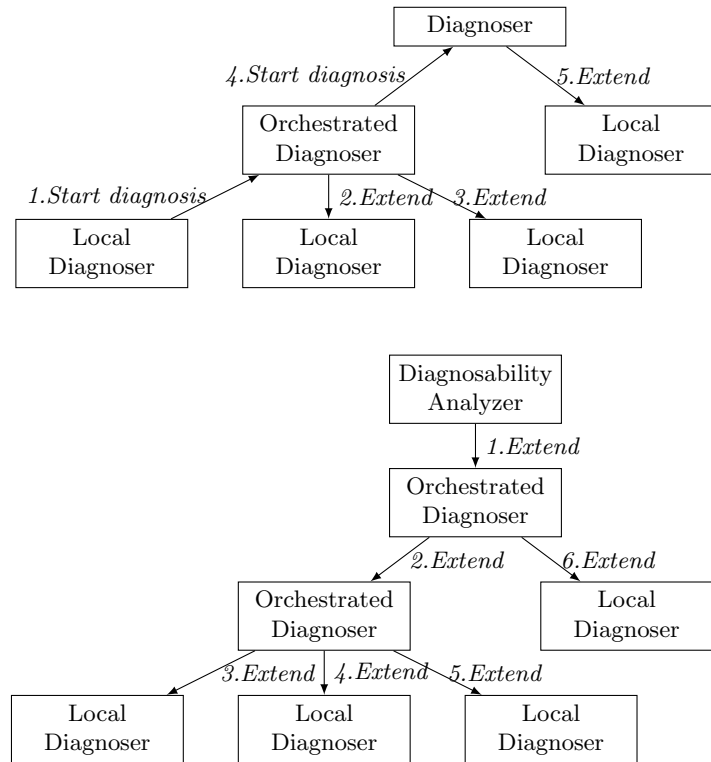 Diagnoser
4.Start diagnosis
5.Extend
Orchestrated
Diagnoser
Local
Diagnoser
1.Start diagnosis
2.Extend
3.Extend
Local
Diagnoser
Local
Diagnoser
Local
Diagnoser
Diagnosability
Analyzer
1.Extend
Orchestrated
Diagnoser
2.Extend
6.Extend
Orchestrated
Diagnoser
Local
Diagnoser
3.Extend
4.Extend
5.Extend
Local
Diagnoser
Local
Diagnoser
Local
Diagnoser